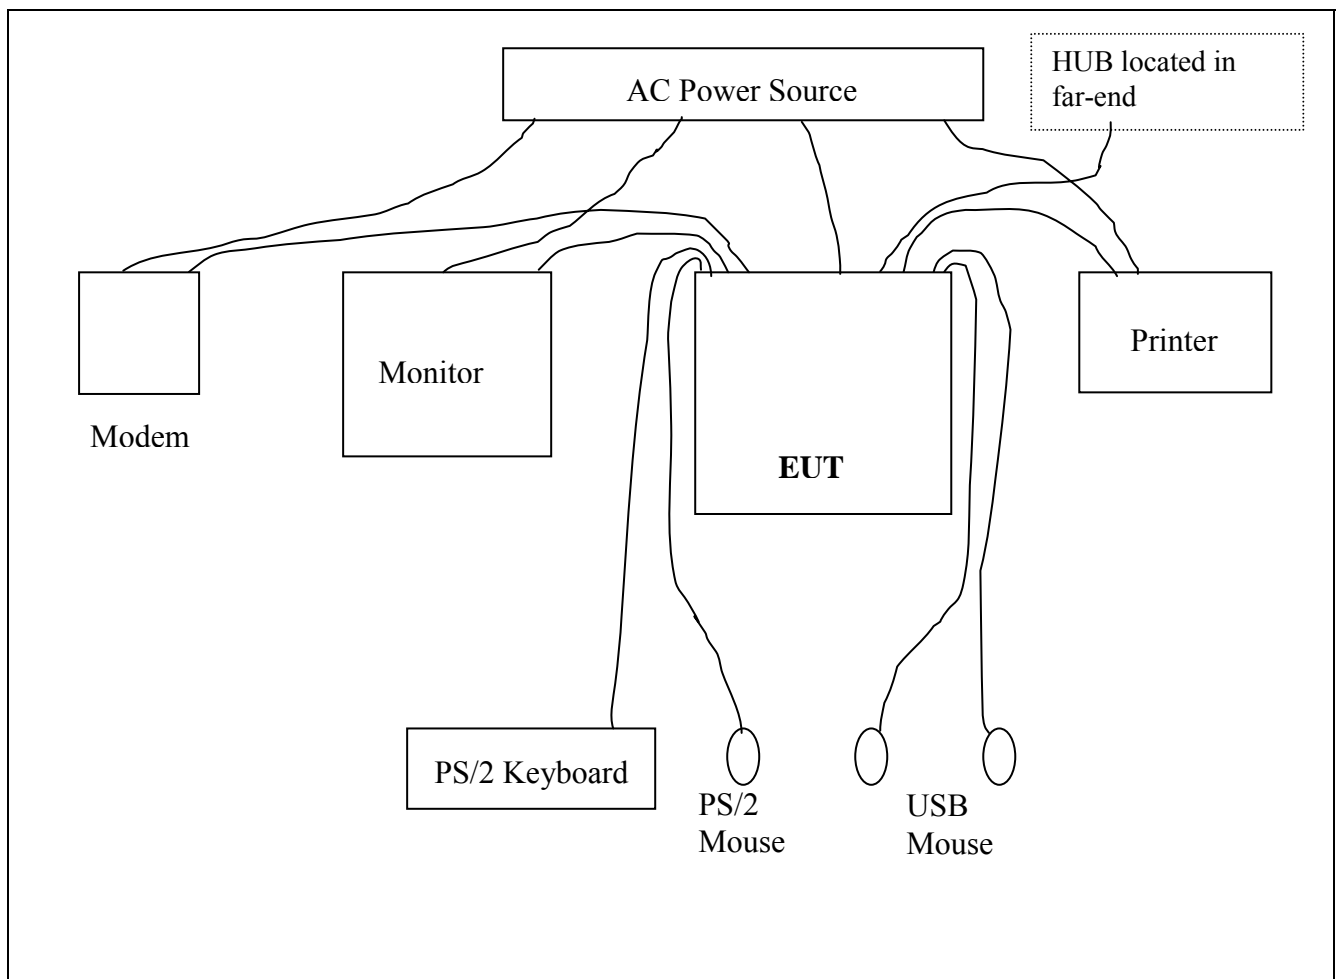 AC Power Source
HUB located in
far-end
Modem
Monitor
EUT
Printer
PS/2 Keyboard
PS/2
Mouse
USB
Mouse